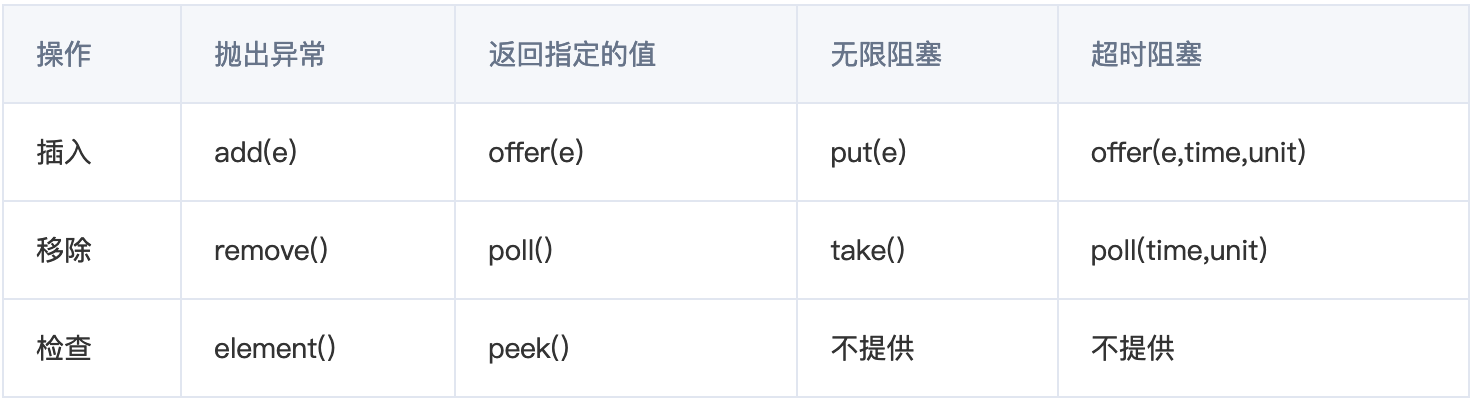 操作 抛出异常 返回指定的值 无限阻塞 超时阻塞
插入 add(e) offer(e) put(e) offer(e,time,unit)
移除 remove() poll() take() poll(time,unit)
检查 element() peek() 不提供 不提供